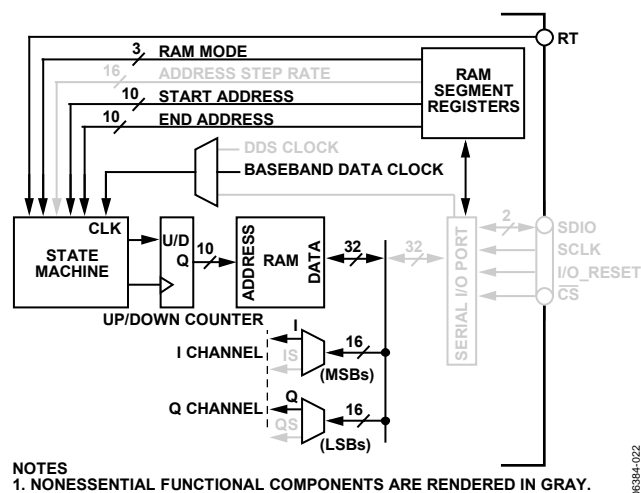 RT
3 RAM MODE
16 ADDRESS STEP RATE
10 START ADDRESS
10 END ADDRESS
RAM
SEGMENT
REGISTERS
DDS CLOCK
BASEBAND DATA CLOCK
CLK
STATE
MACHINE
U/D
Q
10
ADDRESS
RAM
DATA
32
32
SERIAL I/O PORT
2
SDIO
SCLK
I/O_RESET
CS
UP/DOWN COUNTER
I CHANNEL
I
IS
16
(MSBs)
Q CHANNEL
Q
QS
16
(LSBs)
NOTES
1. NONESSENTIAL FUNCTIONAL COMPONENTS ARE RENDERED IN GRAY.
06384-022